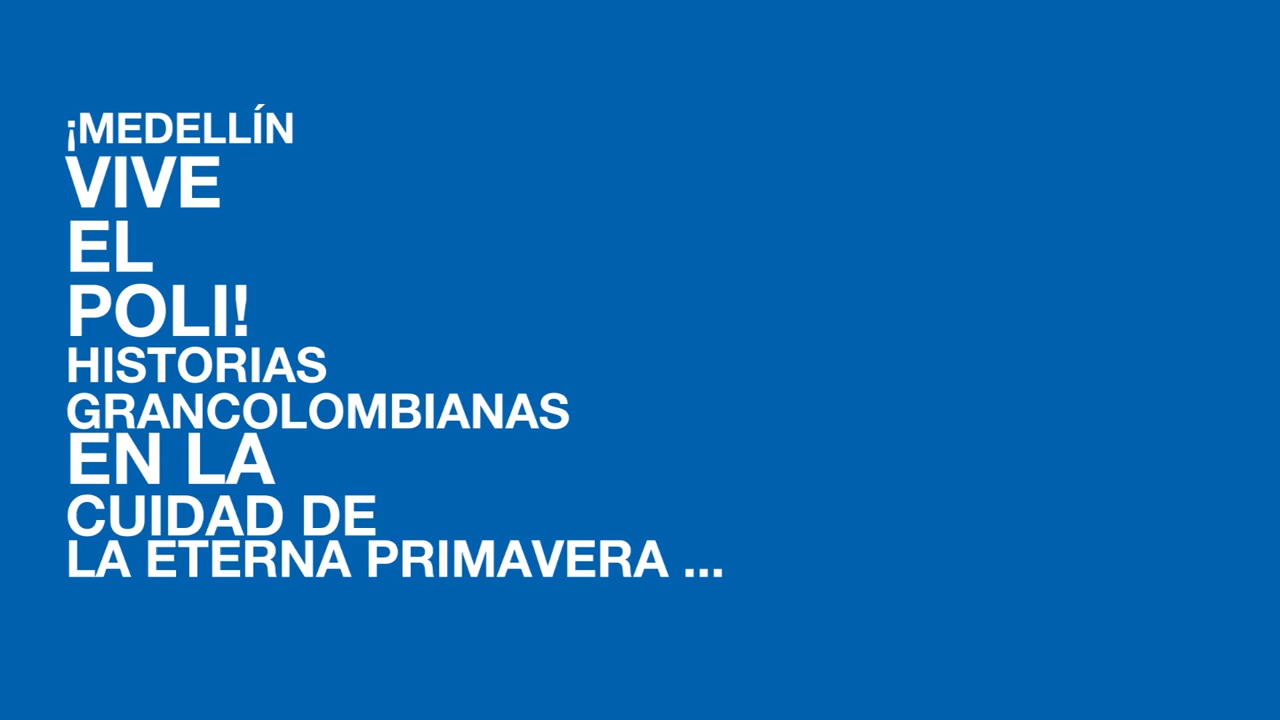 ¡MEDELLÍN
VIVE
EL
POLI!
HISTORIAS
GRANCOLOMBIANAS
EN LA
CUIDAD DE
LA ETERNA PRIMAVERA ...